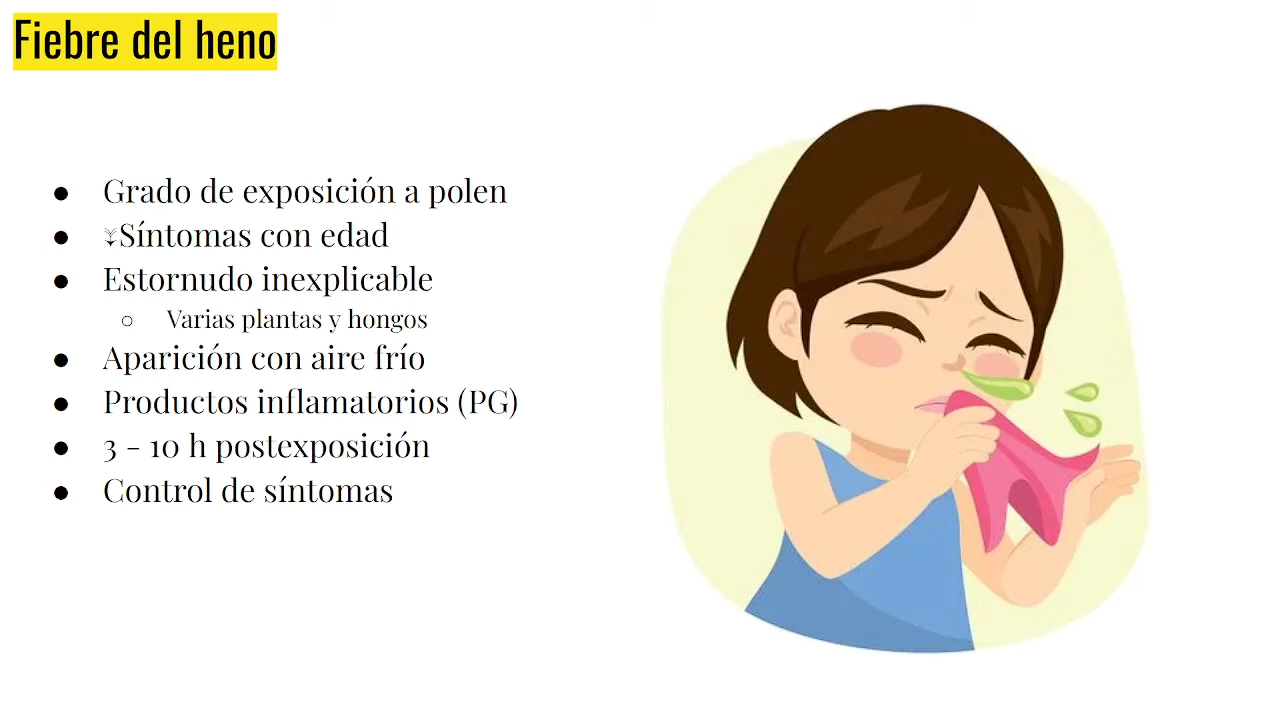 Fiebre del heno
● Grado de exposición a polen
● ↓Síntomas con edad
● Estornudo inexplicable
○ Varias plantas y hongos
● Aparición con aire frío
● Productos inflamatorios (PG)
● 3 - 10 h postexposición
● Control de síntomas